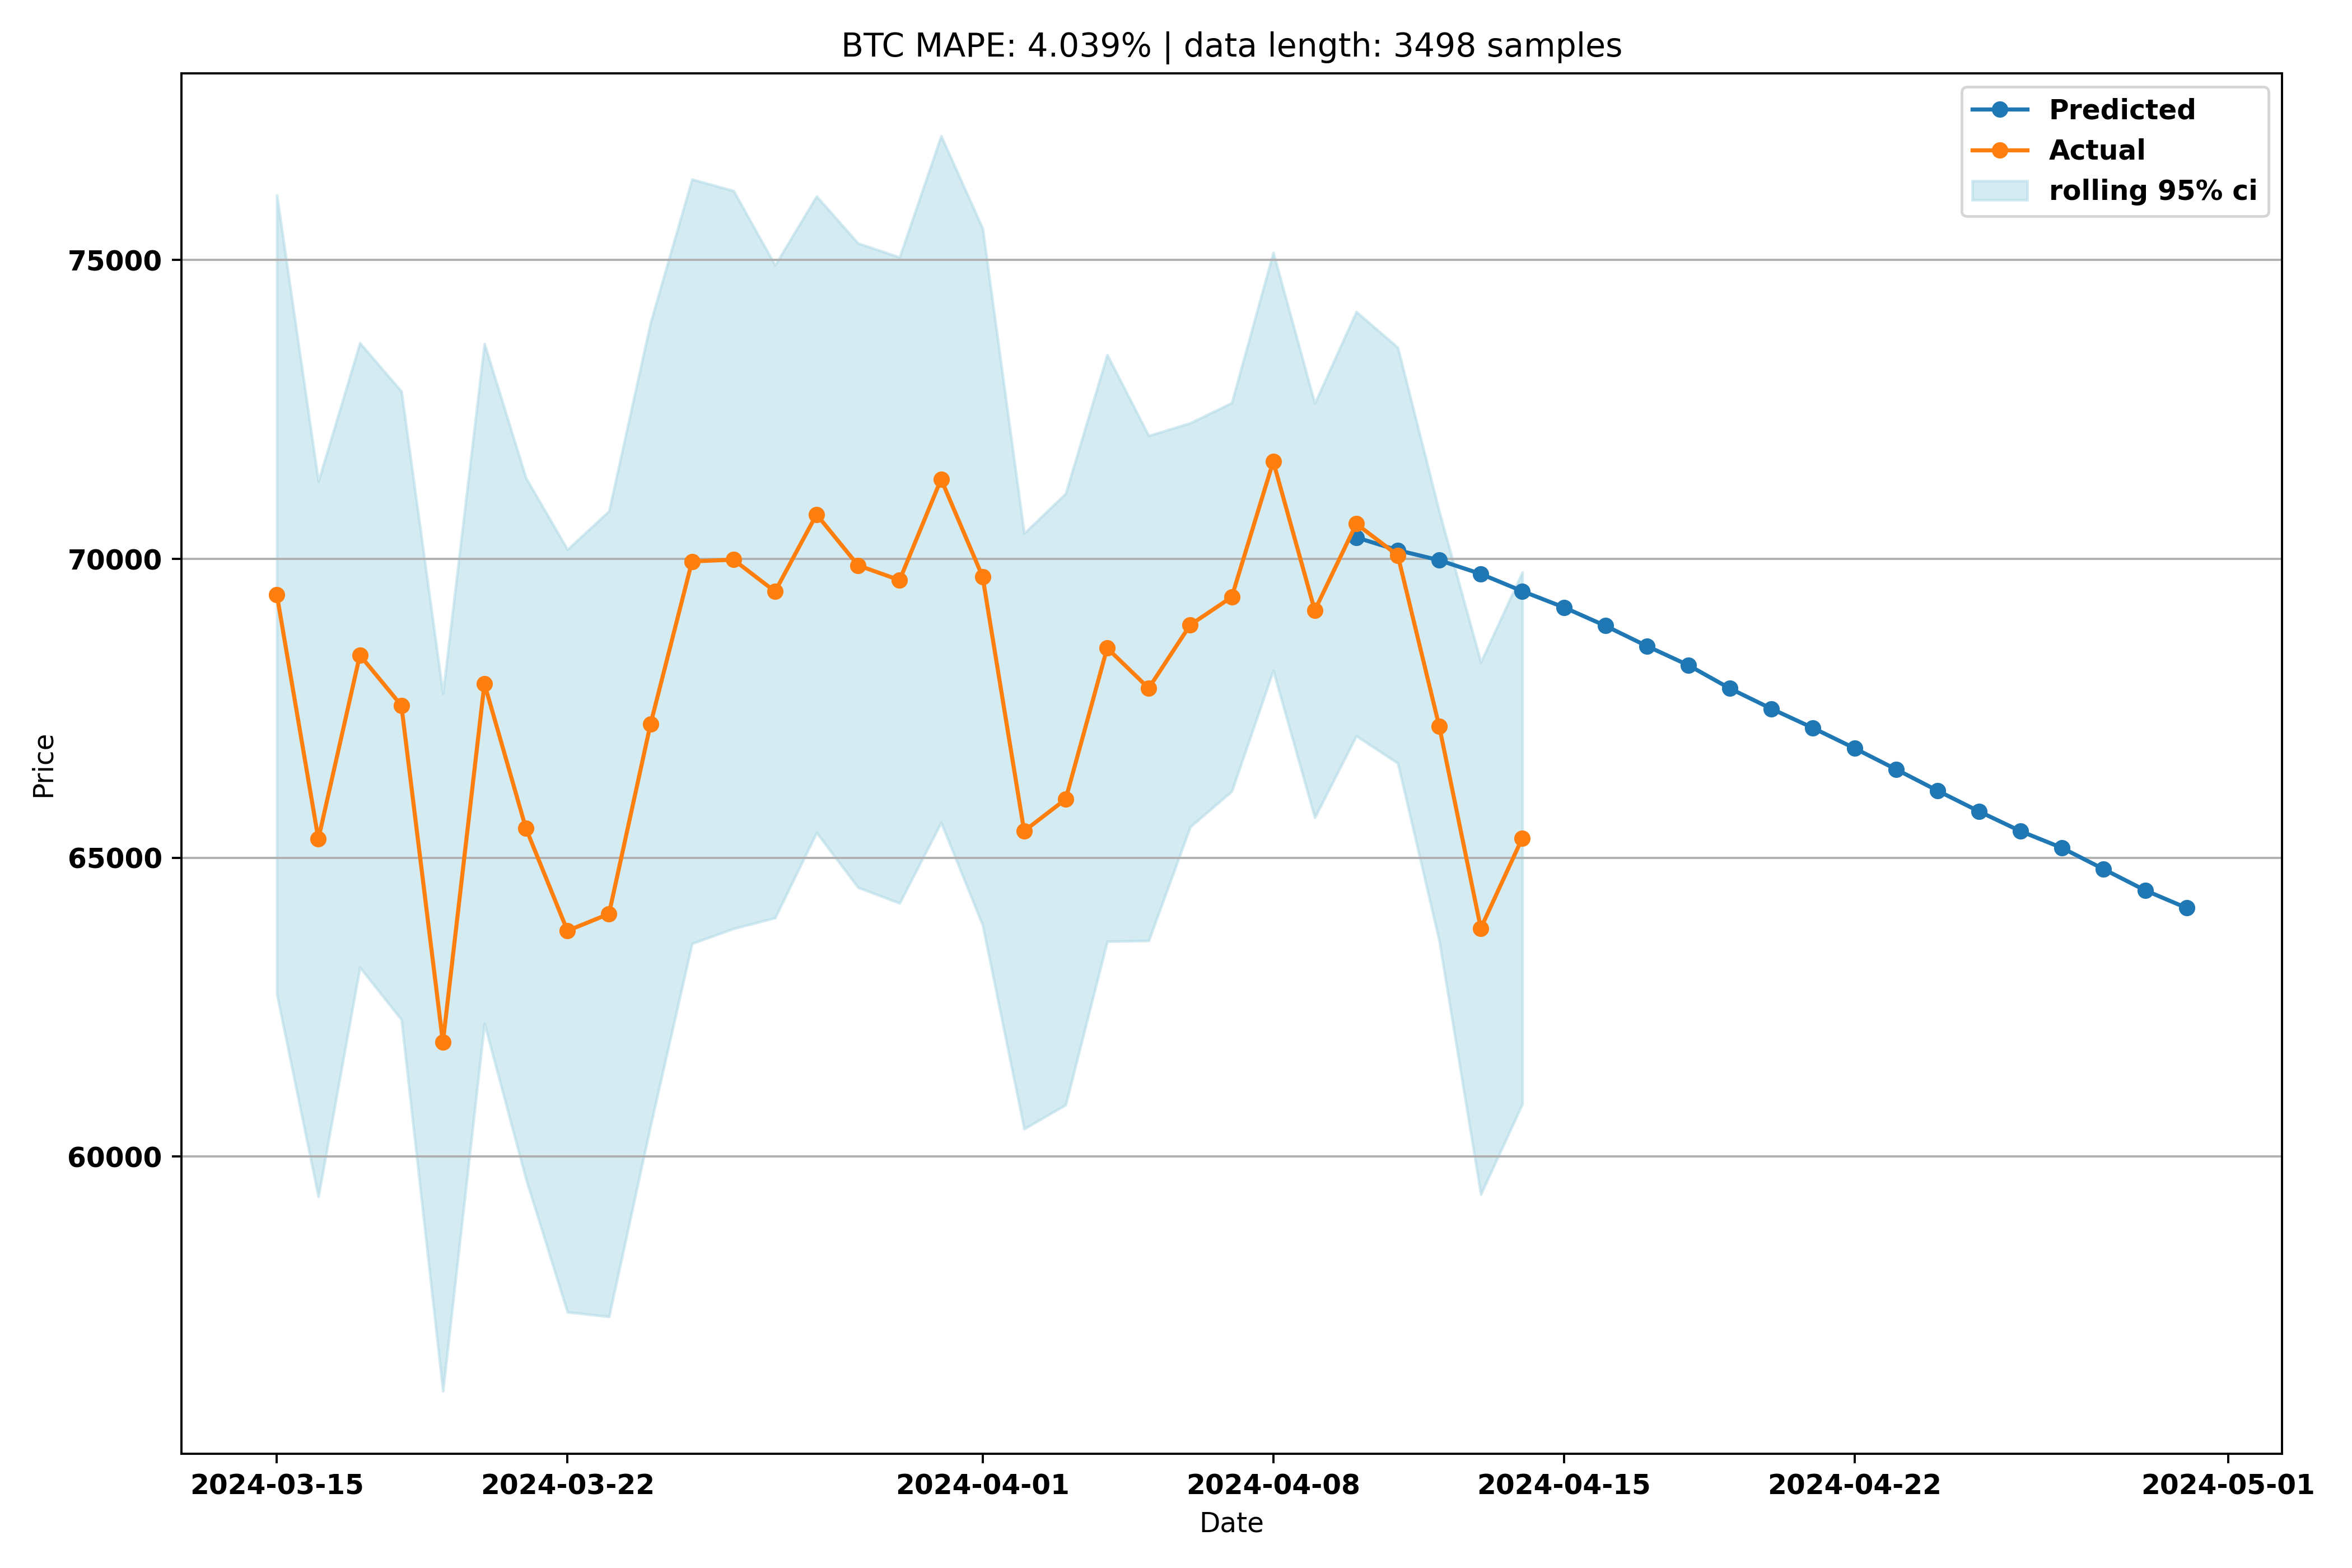 BTC MAPE: 4.039% | data length: 3498 samples
Predicted
Actual
rolling 95% ci
75000
70000
65000
60000
Price
2024-03-15
2024-03-22
2024-04-01
2024-04-08
2024-04-15
2024-04-22
2024-05-01
Date